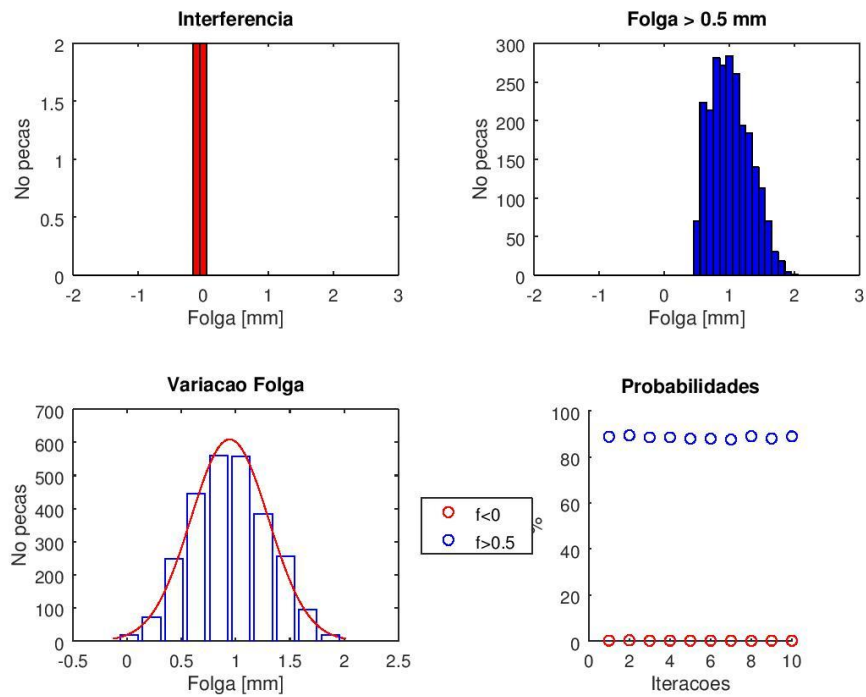 Interferencia
No pecas
2
1.5
1
0.5
0
-2 -1 0 1 2 3
Folga [mm]
Folga > 0.5 mm
No pecas
300
250
200
150
100
50
0
-2 -1 0 1 2 3
Folga [mm]
Variacao Folga
No pecas
700
600
500
400
300
200
100
0
-0.5 0 0.5 1 1.5 2 2.5
Folga [mm]
f<0
f>0.5
Probabilidades
%
100
80
60
40
20
0
0 2 4 6 8 10
Iteracoes